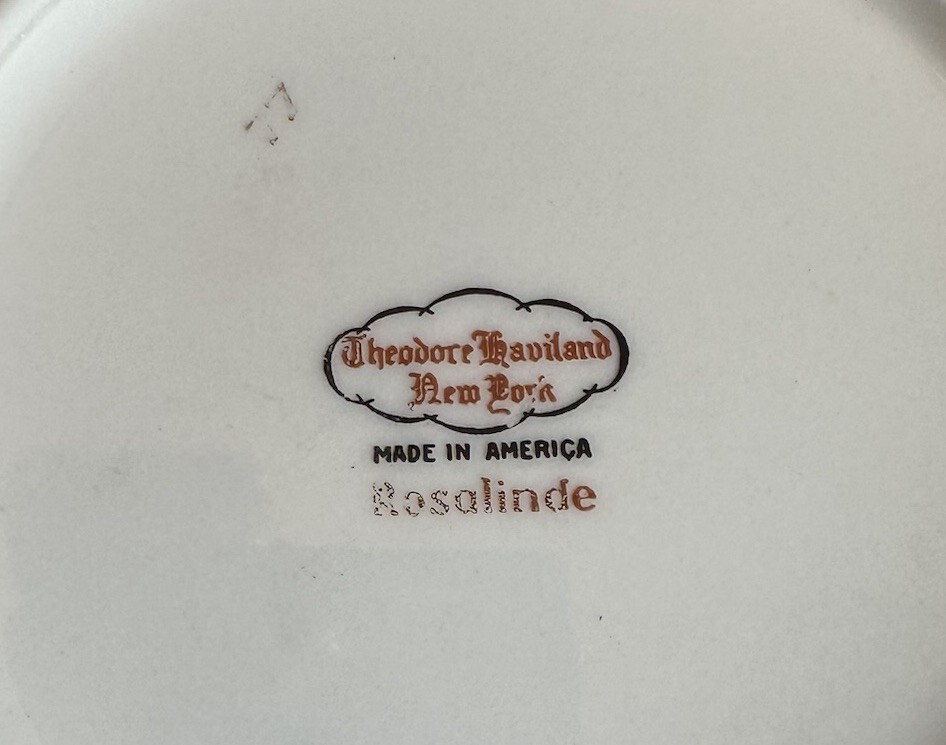 Theodore Haviland
New York
MADE IN AMERICA
Rosalinde